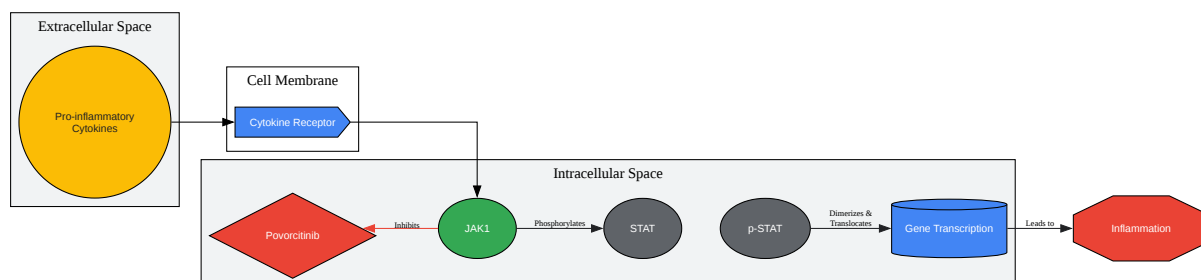 Extracellular Space
Pro-inflammatory
Cytokines
Cell Membrane
Cytokine Receptor
Intracellular Space
Povorcitinib
Inhibits
JAK1
Phosphorylates
STAT
p-STAT
Dimerizes &
Translocates
Gene Transcription
Leads to
Inflammation